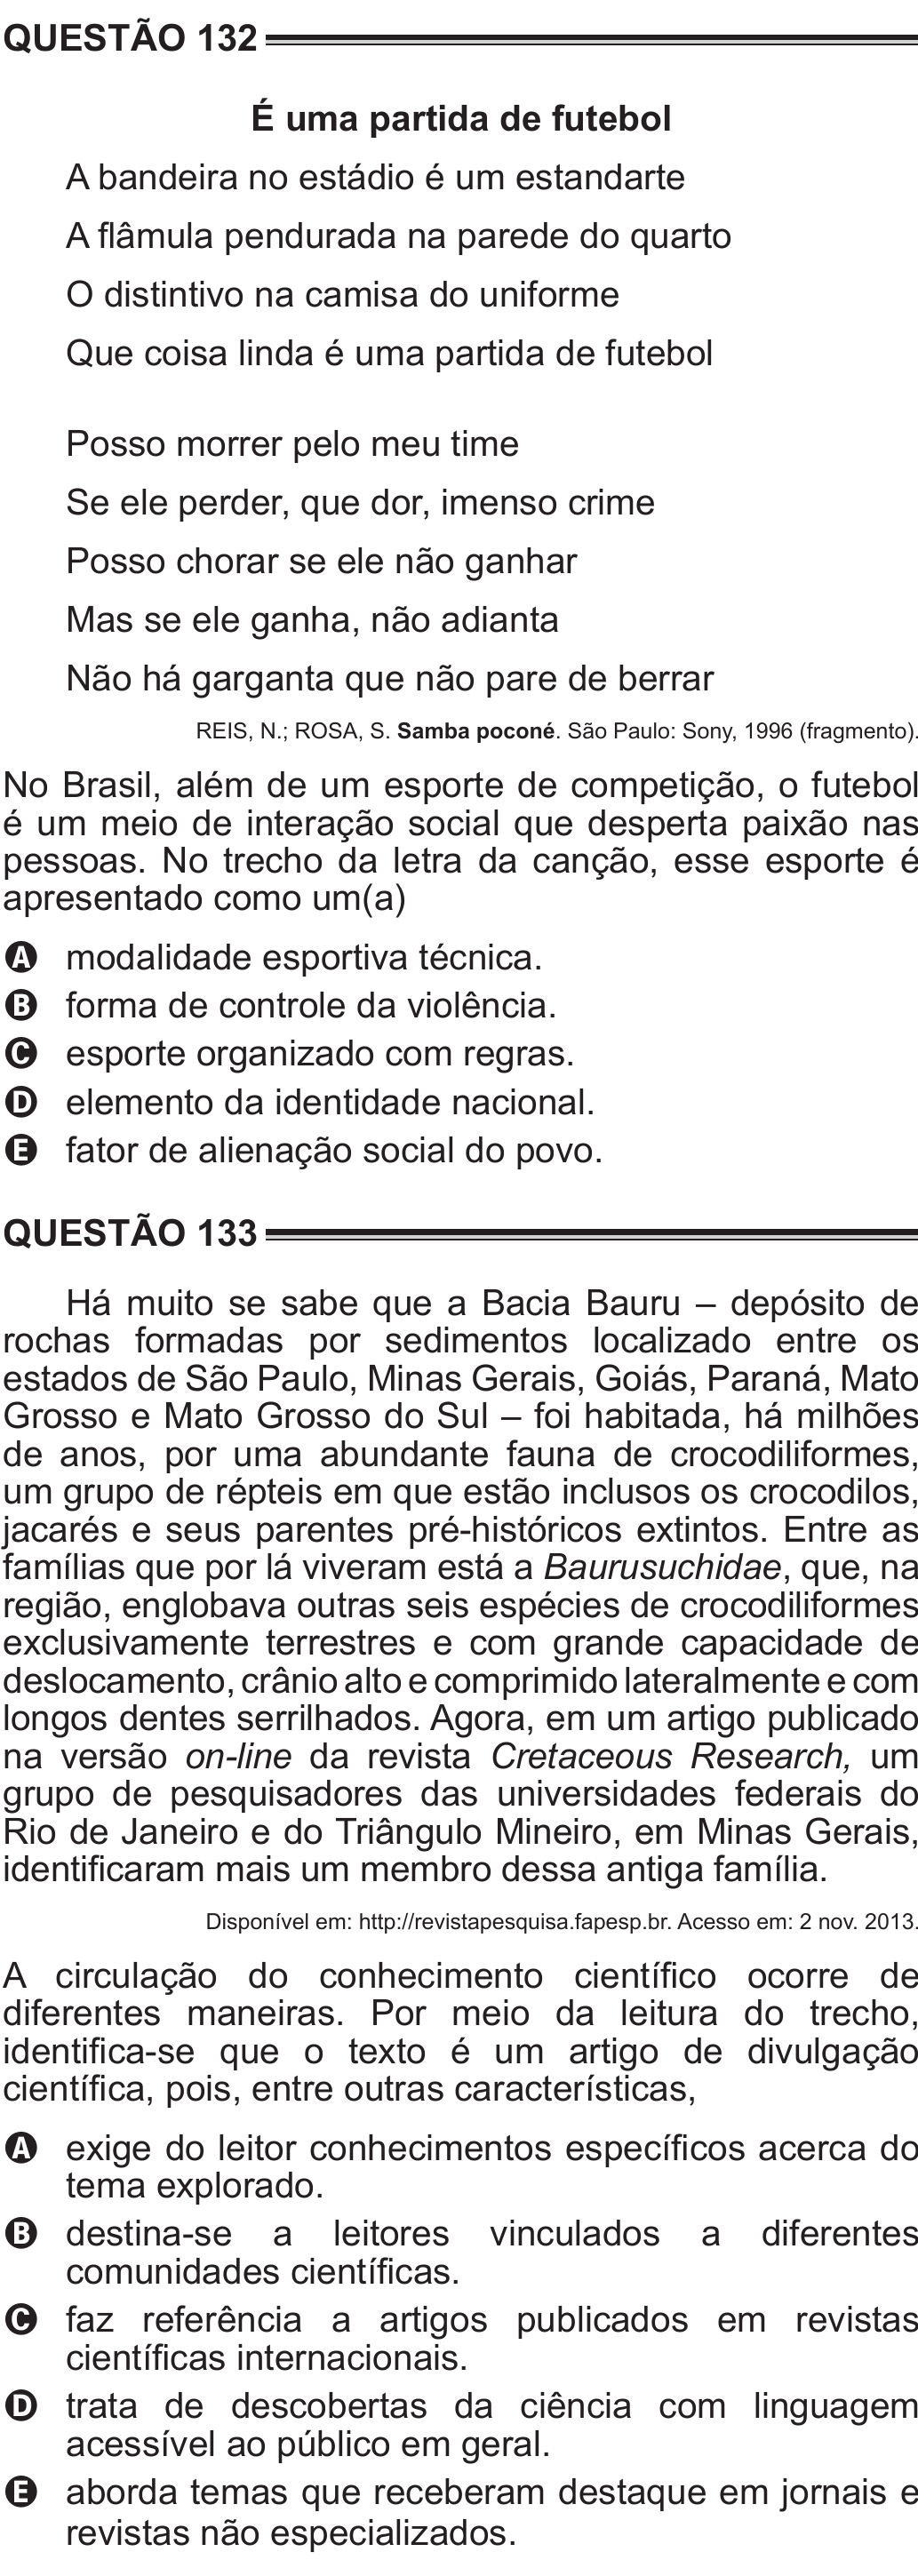 QUESTÃO 132
É uma partida de futebol
A bandeira no estádio é um estandarte
A flâmula pendurada na parede do quarto
O distintivo na camisa do uniforme
Que coisa linda é uma partida de futebol
Posso morrer pelo meu time
Se ele perder, que dor, imenso crime
Posso chorar se ele não ganhar
Mas se ele ganha, não adianta
Não há garganta que não pare de berrar
REIS, N.; ROSA, S. Samba poconé. São Paulo: Sony, 1996 (fragmento).
No Brasil, além de um esporte de competição, o futebol
é um meio de interação social que desperta paixão nas
pessoas. No trecho da letra da canção, esse esporte é
apresentado como um(a)
A modalidade esportiva técnica.
B forma de controle da violência.
C esporte organizado com regras.
D elemento da identidade nacional.
E fator de alienação social do povo.
QUESTÃO 133
Há muito se sabe que a Bacia Bauru – depósito de
rochas formadas por sedimentos localizado entre os
estados de São Paulo, Minas Gerais, Goiás, Paraná, Mato
Grosso e Mato Grosso do Sul – foi habitada, há milhões
de anos, por uma abundante fauna de crocodiliformes,
um grupo de répteis em que estão inclusos os crocodilos,
jacarés e seus parentes pré-históricos extintos. Entre as
famílias que por lá viveram está a Baurusuchidae, que, na
região, englobava outras seis espécies de crocodiliformes
exclusivamente terrestres e com grande capacidade de
deslocamento, crânio alto e comprimido lateralmente e com
longos dentes serrilhados. Agora, em um artigo publicado
na versão on-line da revista Cretaceous Research, um
grupo de pesquisadores das universidades federais do
Rio de Janeiro e do Triângulo Mineiro, em Minas Gerais,
identificaram mais um membro dessa antiga família.
Disponível em: http://revistapesquisa.fapesp.br. Acesso em: 2 nov. 2013.
A circulação do conhecimento científico ocorre de
diferentes maneiras. Por meio da leitura do trecho,
identifica-se que o texto é um artigo de divulgação
científica, pois, entre outras características,
A exige do leitor conhecimentos específicos acerca do
tema explorado.
B destina-se a leitores vinculados a diferentes
comunidades científicas.
C faz referência a artigos publicados em revistas
científicas internacionais.
D trata de descobertas da ciência com linguagem
acessível ao público em geral.
E aborda temas que receberam destaque em jornais e
revistas não especializados.